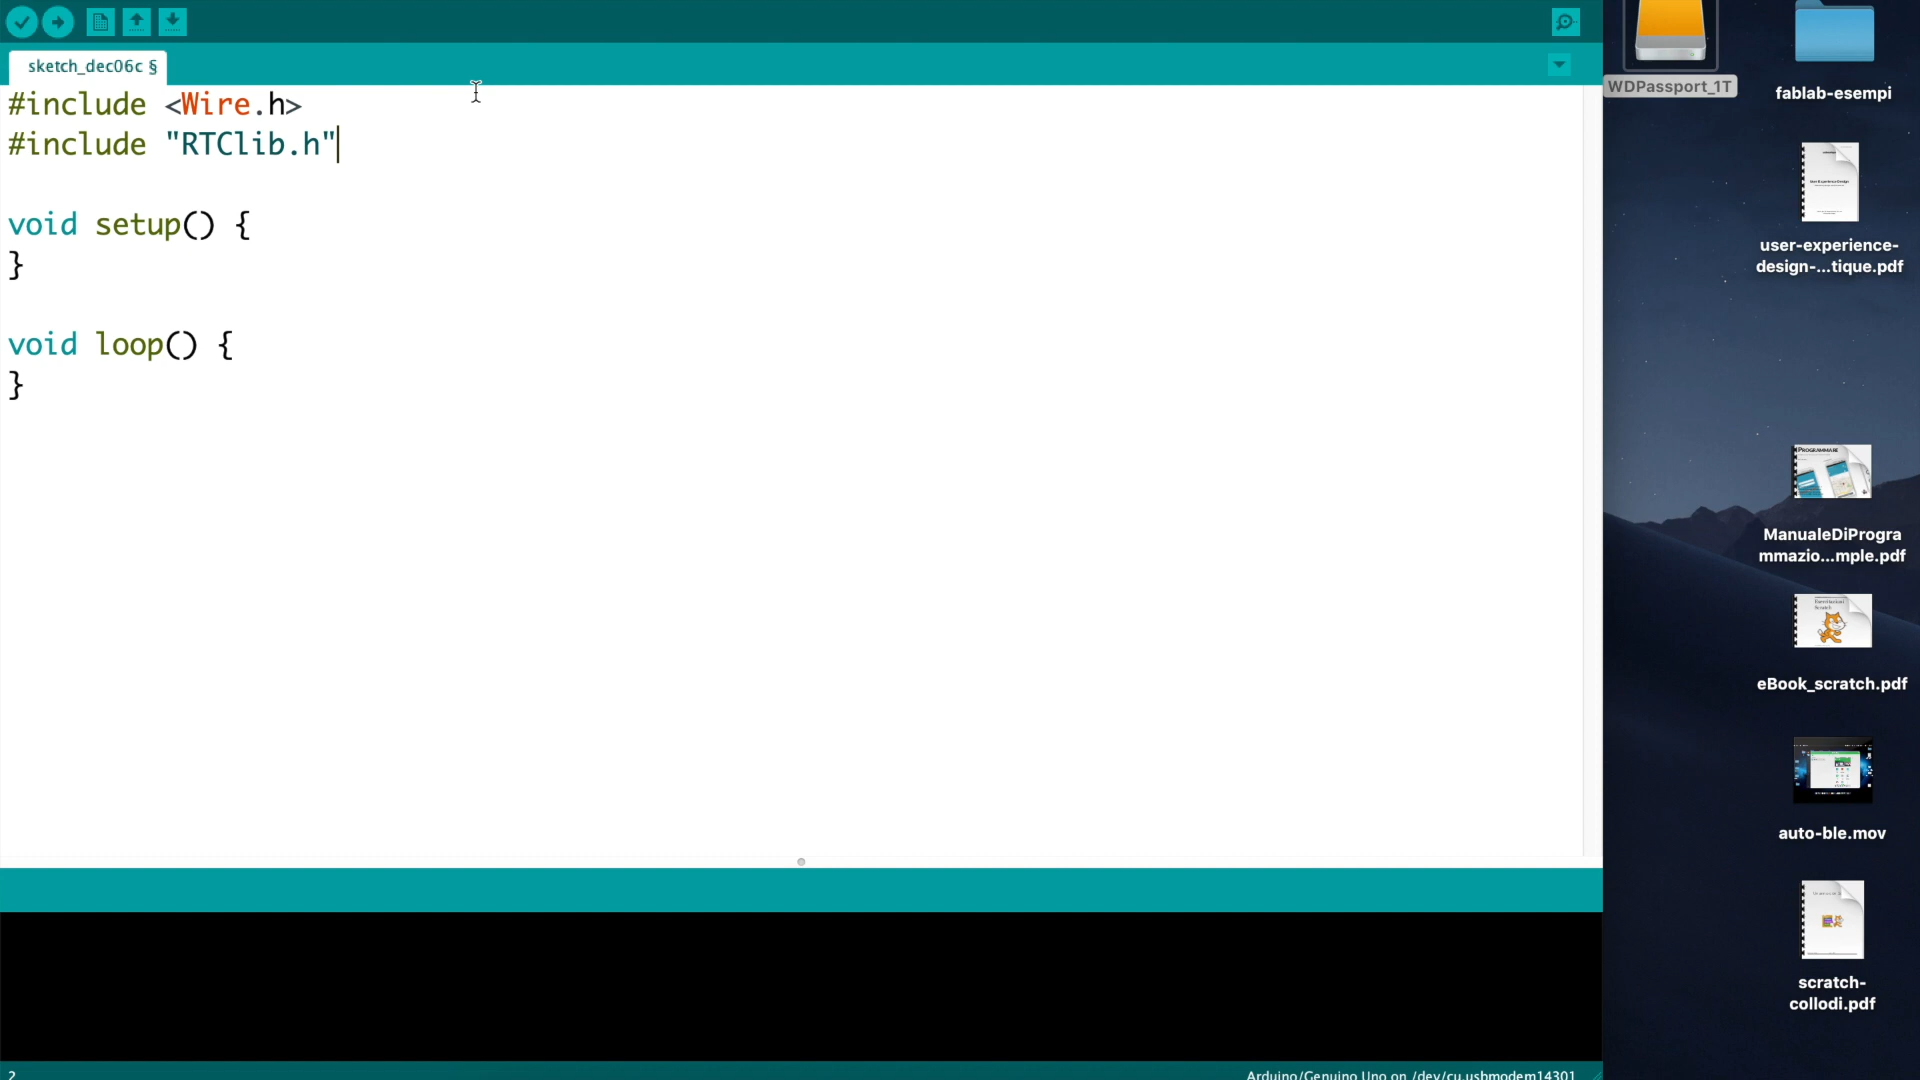 sketch_dec06c §
#include <Wire.h>
#include "RTClib.h"
void setup() {
}
void loop() {
}
2
Arduino/Genuino Uno on /dev/cu.usbmodem14301
WDPassport_1T
fablab-esempi
user-experience-
design-...tique.pdf
PROGRAMMARE
ManualeDiProgra
mmazio...mple.pdf
eBook_scratch.pdf
auto-ble.mov
scratch-
collodi.pdf